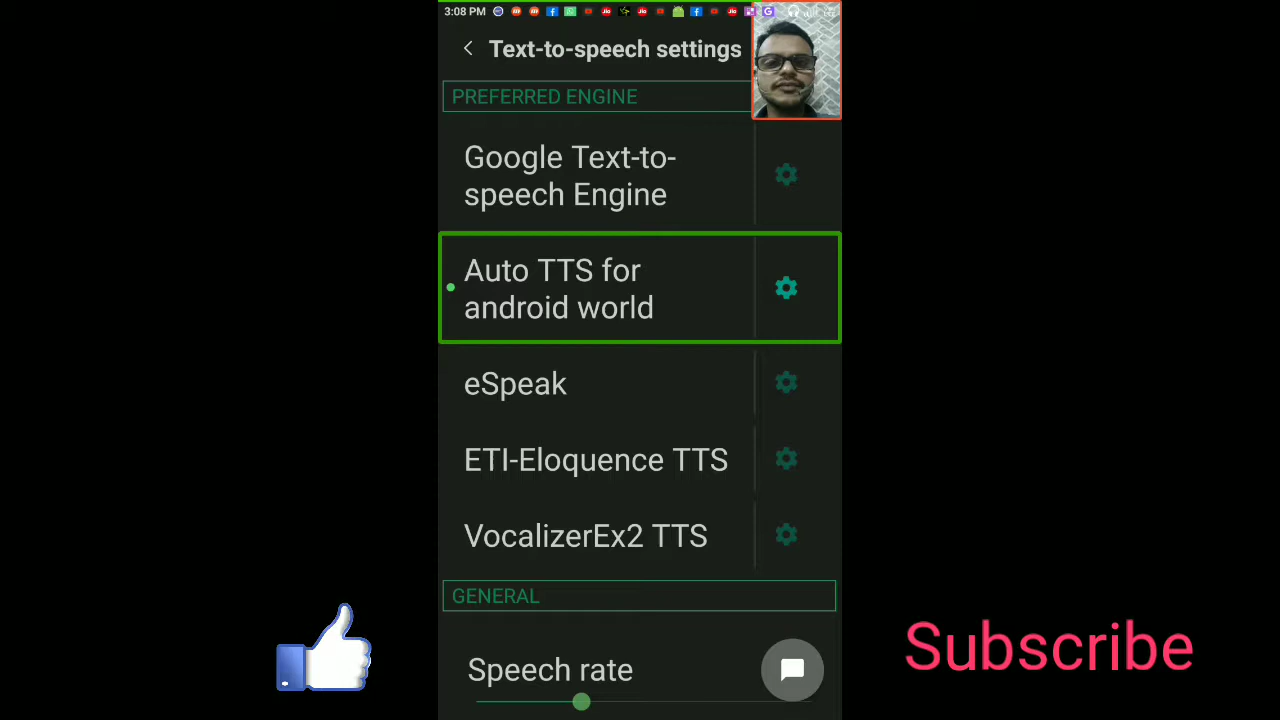 3:08 PM
Text-to-speech settings
PREFERRED ENGINE
Google Text-to-
speech Engine
Auto TTS for
android world
eSpeak
ETI-Eloquence TTS
VocalizerEx2 TTS
GENERAL
Speech rate
Subscribe